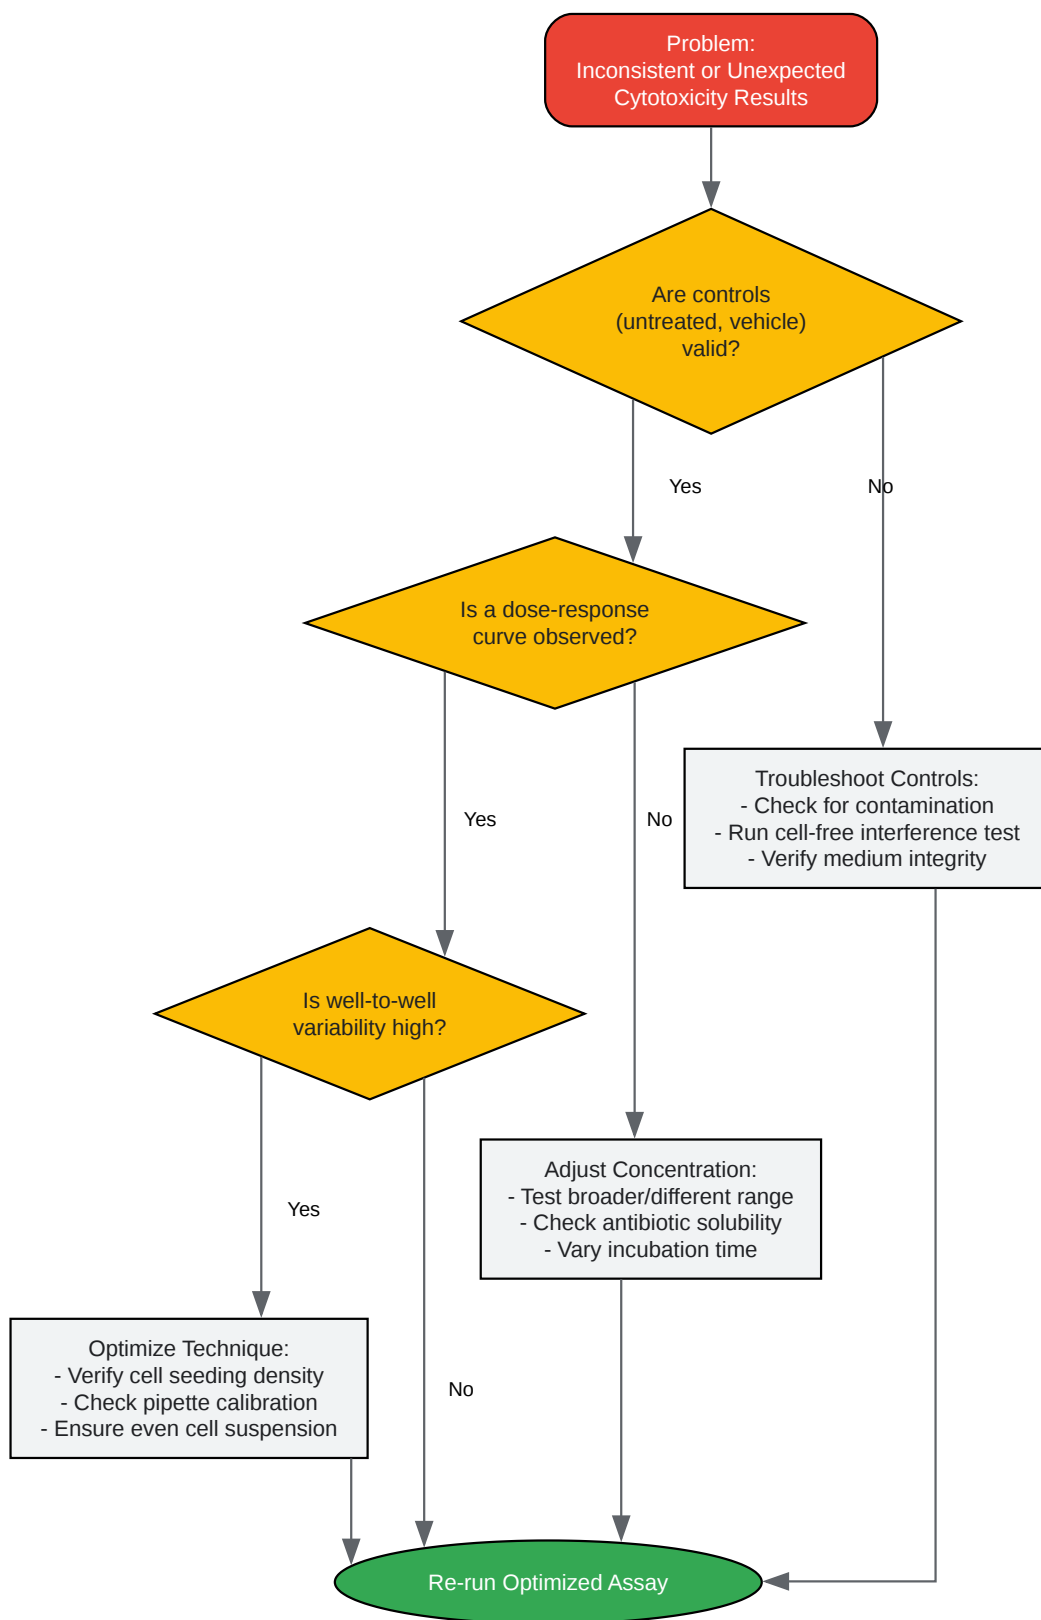 Problem:
Inconsistent or Unexpected
Cytotoxicity Results
Are controls
(untreated, vehicle)
valid?
Yes
No
Is a dose-response
curve observed?
Yes
No
Troubleshoot Controls:
- Check for contamination
- Run cell-free interference test
- Verify medium integrity
Is well-to-well
variability high?
Yes
No
Adjust Concentration:
- Test broader/different range
- Check antibiotic solubility
- Vary incubation time
Optimize Technique:
- Verify cell seeding density
- Check pipette calibration
- Ensure even cell suspension
Re-run Optimized Assay